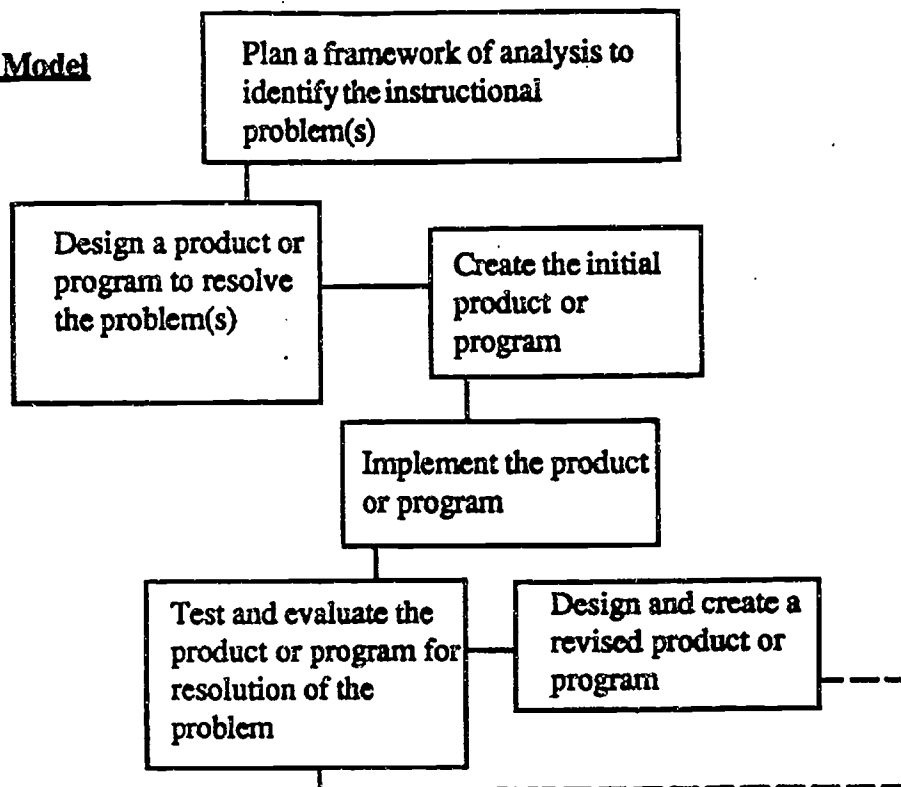 Model
Plan a framework of analysis to
identify the instructional
problem(s)
Design a product or
program to resolve
the problem(s)
Create the initial
product or
program
Implement the product
or program
Test and evaluate the
product or program for
resolution of the
problem
Design and create a
revised product or
program